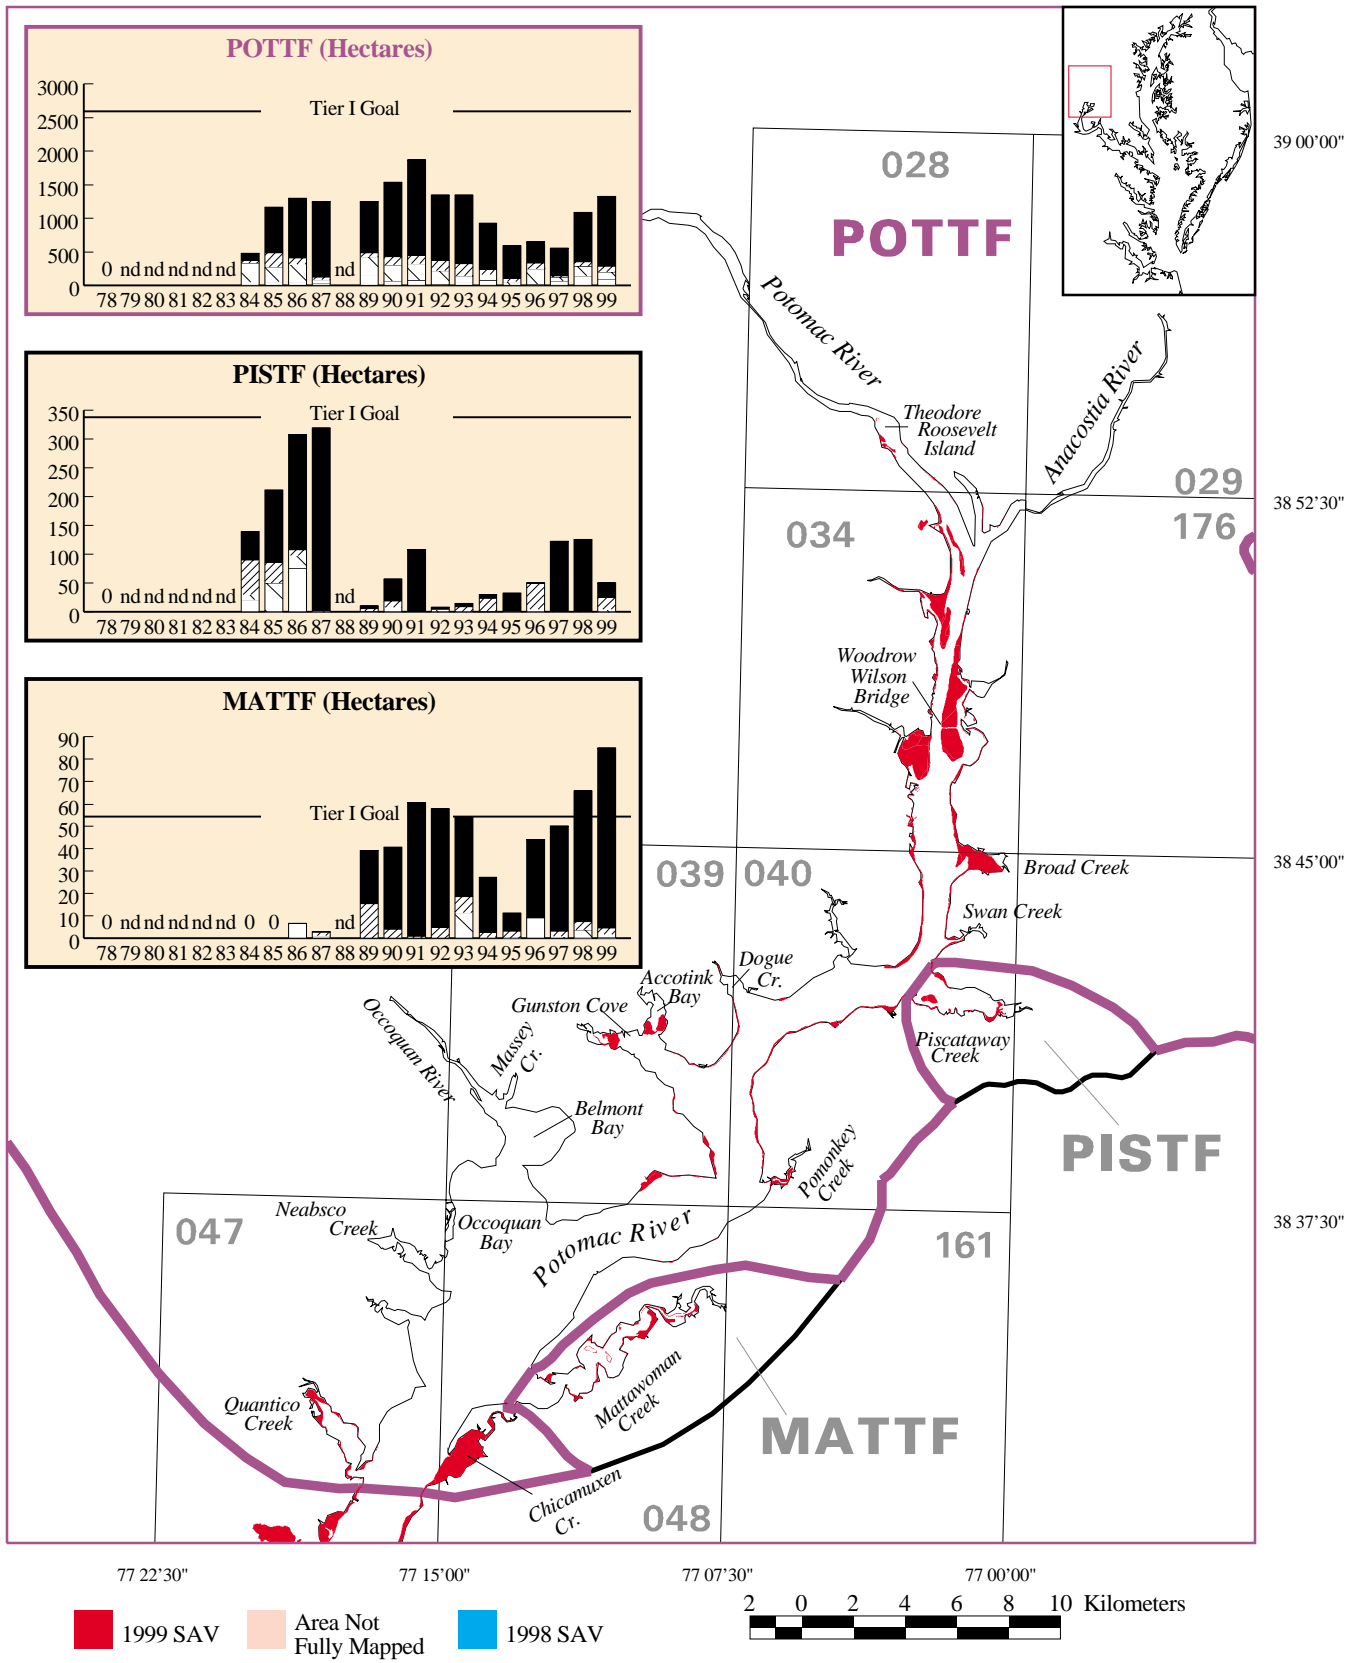 POTTF (Hectares)
3000
2500
2000
1500
1000
500
0
Tier I Goal
0 nd nd nd nd nd nd
78 79 80 81 82 83 84 85 86 87 88 89 90 91 92 93 94 95 96 97 98 99
PISTF (Hectares)
350
300
250
200
150
100
50
0
Tier I Goal
0 nd nd nd nd nd nd
78 79 80 81 82 83 84 85 86 87 88 89 90 91 92 93 94 95 96 97 98 99
MATTF (Hectares)
90
80
70
60
50
40
30
20
10
0
Tier I Goal
0 nd nd nd nd nd 0 0 nd
78 79 80 81 82 83 84 85 86 87 88 89 90 91 92 93 94 95 96 97 98 99
028
POTTF
39 00'00"
Potomac River
Anacostia River
Theodore
Roosevelt
Island
029
38 52'30"
176
034
Woodrow
Wilson
Bridge
039
040
38 45'00"
Broad Creek
Swan Creek
Dogue
Cr.
Accotink
Bay
Gunston Cove
Occoquan River
Massey
Cr.
Piscataway
Creek
Belmont
Bay
Pomonkey
Creek
PISTF
Neabsco
Creek
Occoquan
Bay
047
Potomac River
161
38 37'30"
Quantico
Creek
Mattawoman
Creek
MATTF
Chicamuxen
Cr.
048
77 22'30"
77 15'00"
77 07'30"
77 00'00"
1999 SAV
Area Not
Fully Mapped
1998 SAV
2 0 2 4 6 8 10 Kilometers